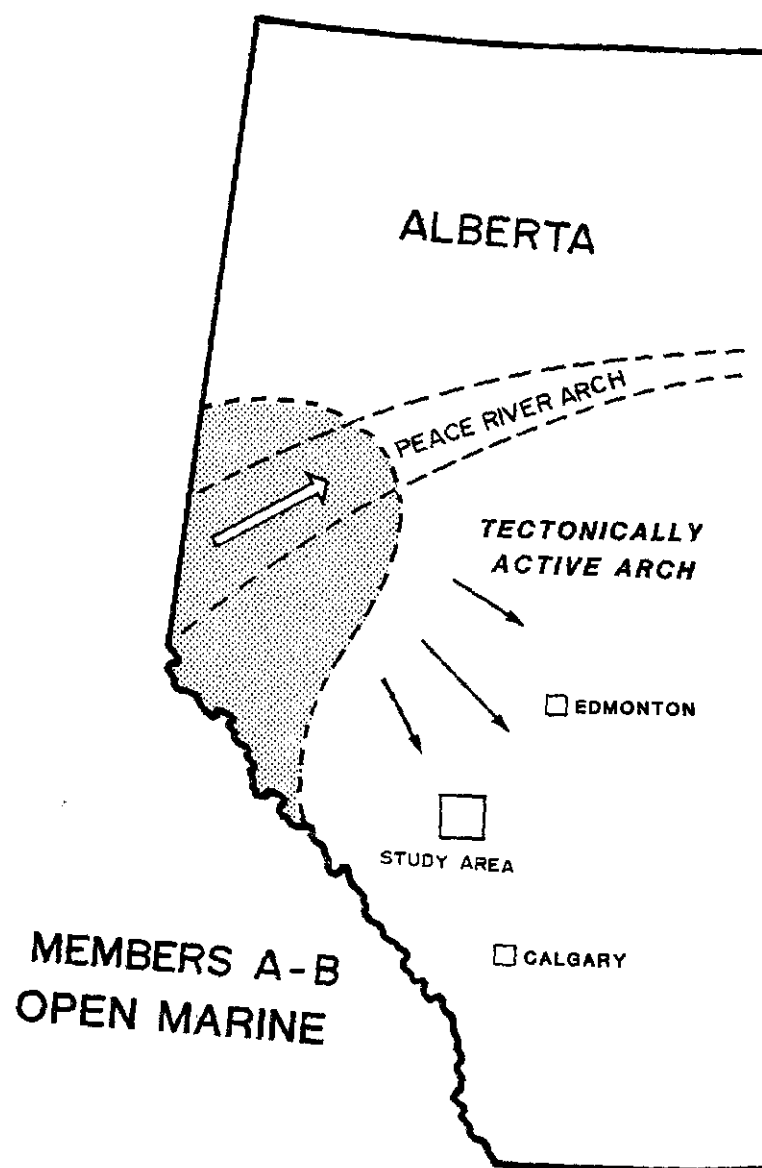 ALBERTA
PEACE RIVER ARCH
TECTONICALLY
ACTIVE ARCH
EDMONTON
STUDY AREA
CALGARY
MEMBERS A-B
OPEN MARINE